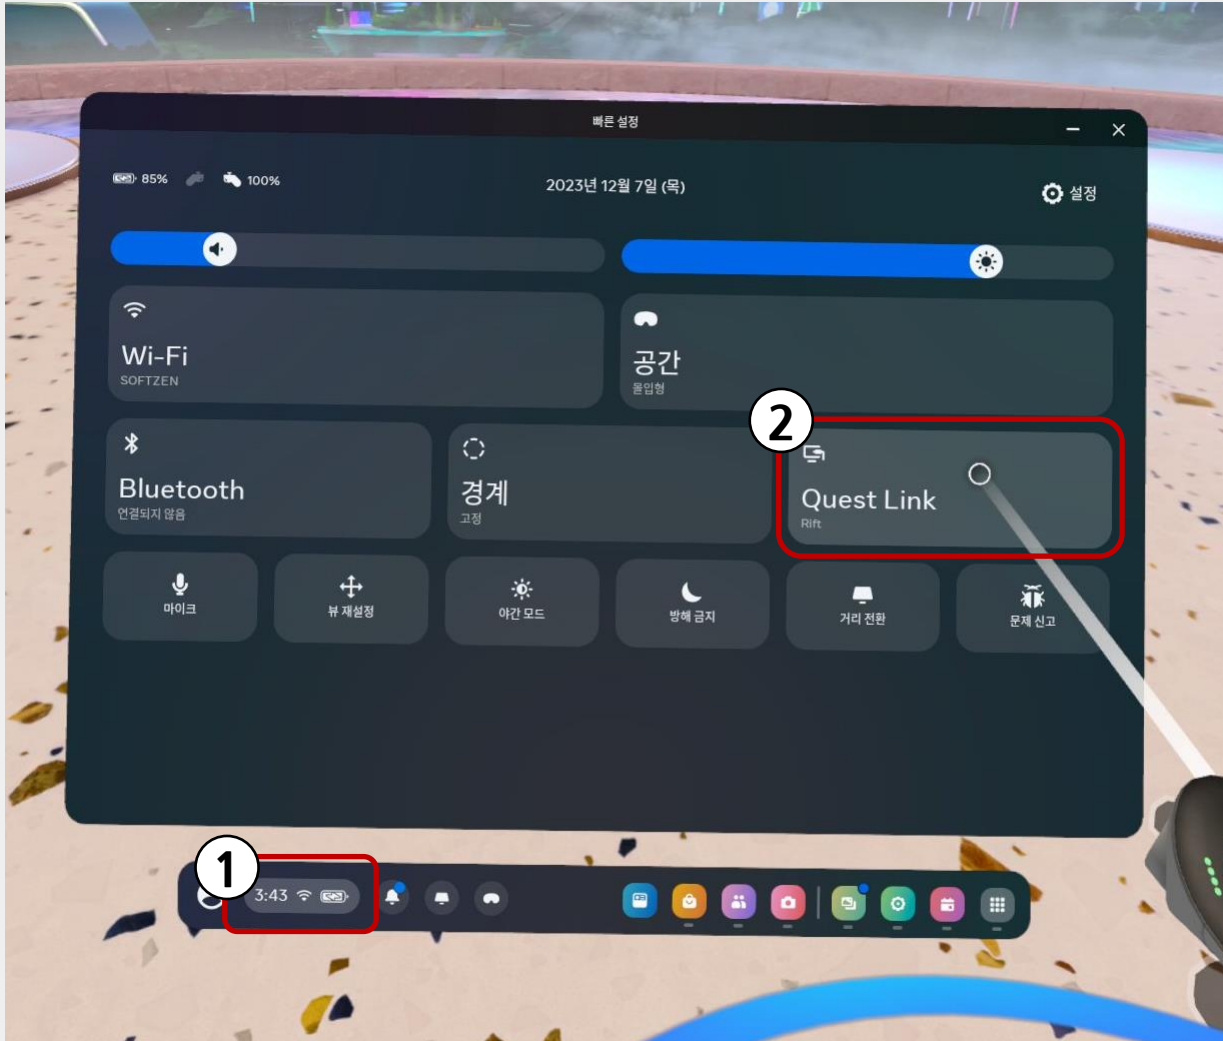 빠른 설정
85% 100%
2023년 12월 7일 (목)
설정
Wi-Fi
SOFTZEN
공간
몰입형
2
Bluetooth
연결되지 않음
경계
고정
Quest Link
Rift
마이크
뷰 재설정
야간 모드
방해 금지
거리 전환
문제 신고
1
3:43